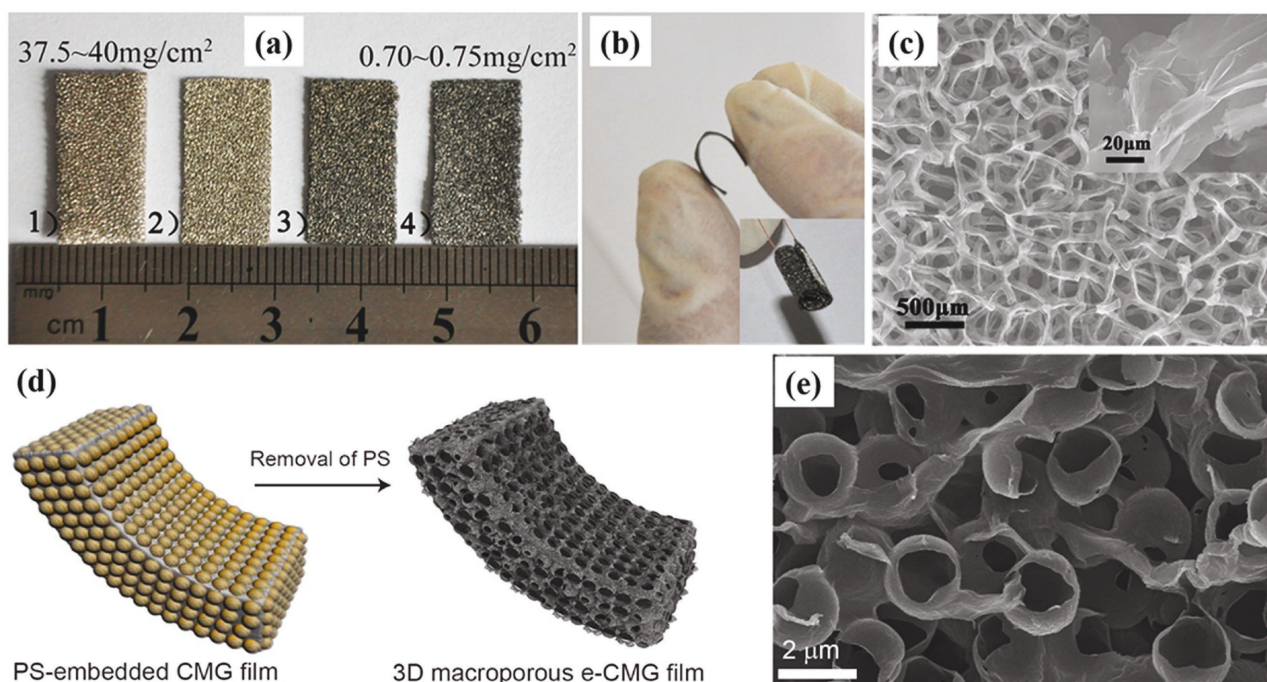 (a)
37.5~40mg/cm²
0.70~0.75mg/cm²
1)
2)
3)
4)
mm
cm 1 2 3 4 5 6
(b)
(c)
20μm
500μm
(d)
Removal of PS
PS-embedded CMG film
3D macroporous e-CMG film
(e)
2 μm